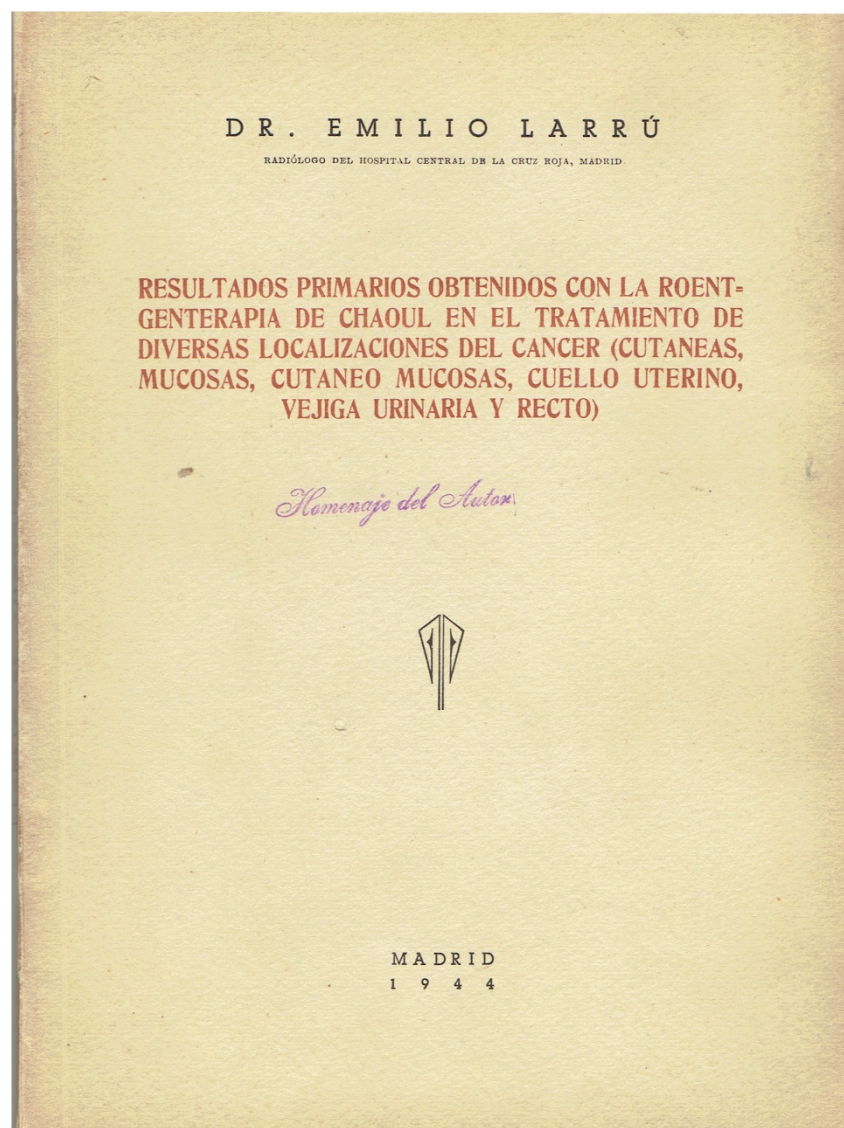 DR. EMILIO LARRÚ
RADIÓLOGO DEL HOSPITAL CENTRAL DE LA CRUZ ROJA, MADRID
RESULTADOS PRIMARIOS OBTENIDOS CON LA ROENT=
GENTERAPIA DE CHAOUL EN EL TRATAMIENTO DE
DIVERSAS LOCALIZACIONES DEL CANCER (CUTANEAS,
MUCOSAS, CUTANEO MUCOSAS, CUELLO UTERINO,
VEJIGA URINARIA Y RECTO)
Homenaje del Autor
MADRID
1944